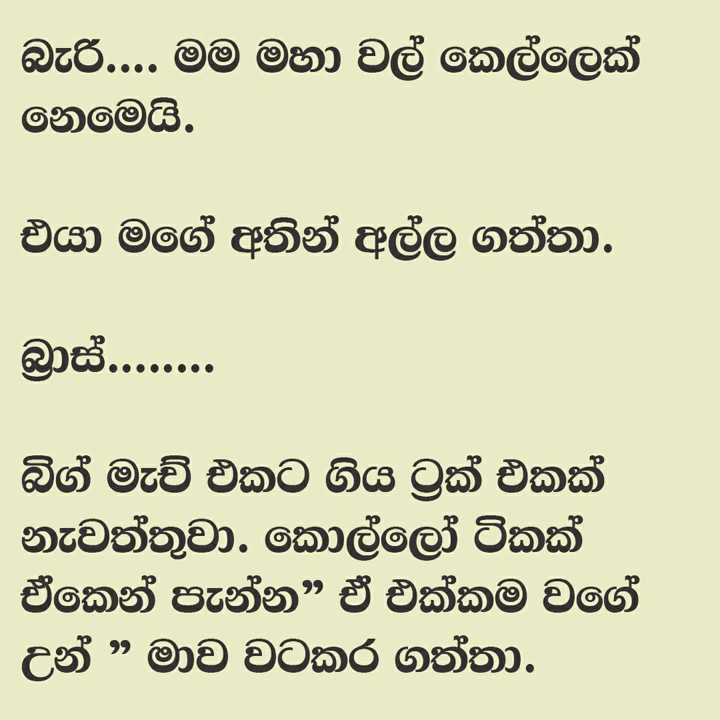 බැරි.... මම මහා වල් කෙල්ලෙක්
නෙමෙයි.
එයා මගේ අතින් අල්ල ගත්තා.
බ්‍රාස්........
බිග් මැච් එකට ගිය ට්‍රක් එකක්
නැවත්තුවා. කොල්ලෝ ටිකක්
ඒකෙන් පැන්න” ඒ එක්කම වගේ
උන් ” මාව වටකර ගත්තා.